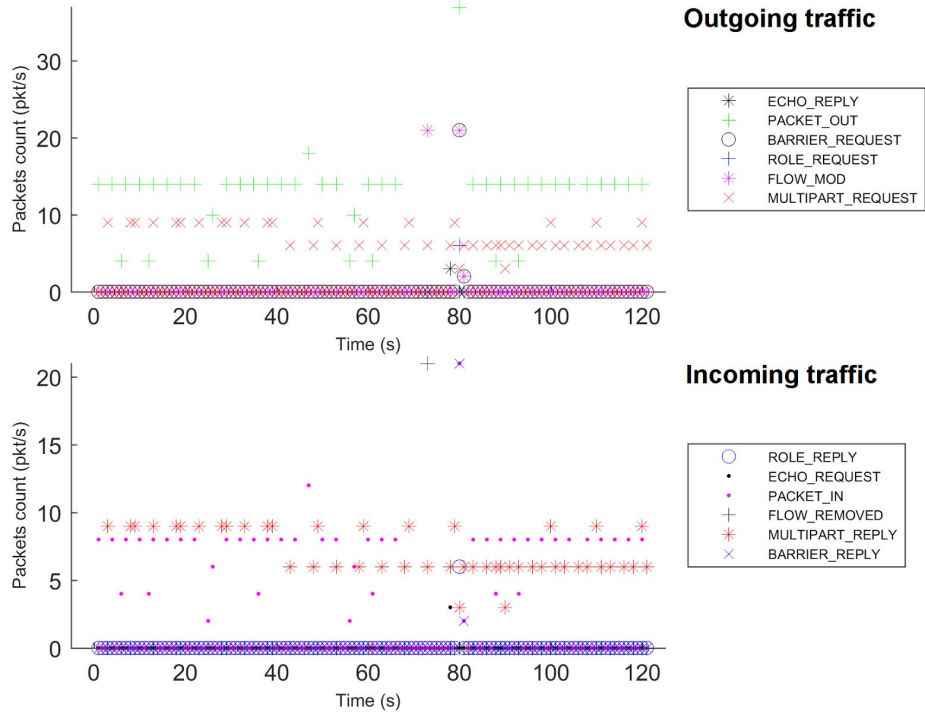 Outgoing traffic
30
20
10
0
0 20 40 60 80 100 120
Packets count (pkt/s)
Time (s)
ECHO_REPLY
PACKET_OUT
BARRIER_REQUEST
ROLE_REQUEST
FLOW_MOD
MULTIPART_REQUEST
Incoming traffic
20
15
10
5
0
0 20 40 60 80 100 120
Packets count (pkt/s)
Time (s)
ROLE_REPLY
ECHO_REQUEST
PACKET_IN
FLOW_REMOVED
MULTIPART_REPLY
BARRIER_REPLY